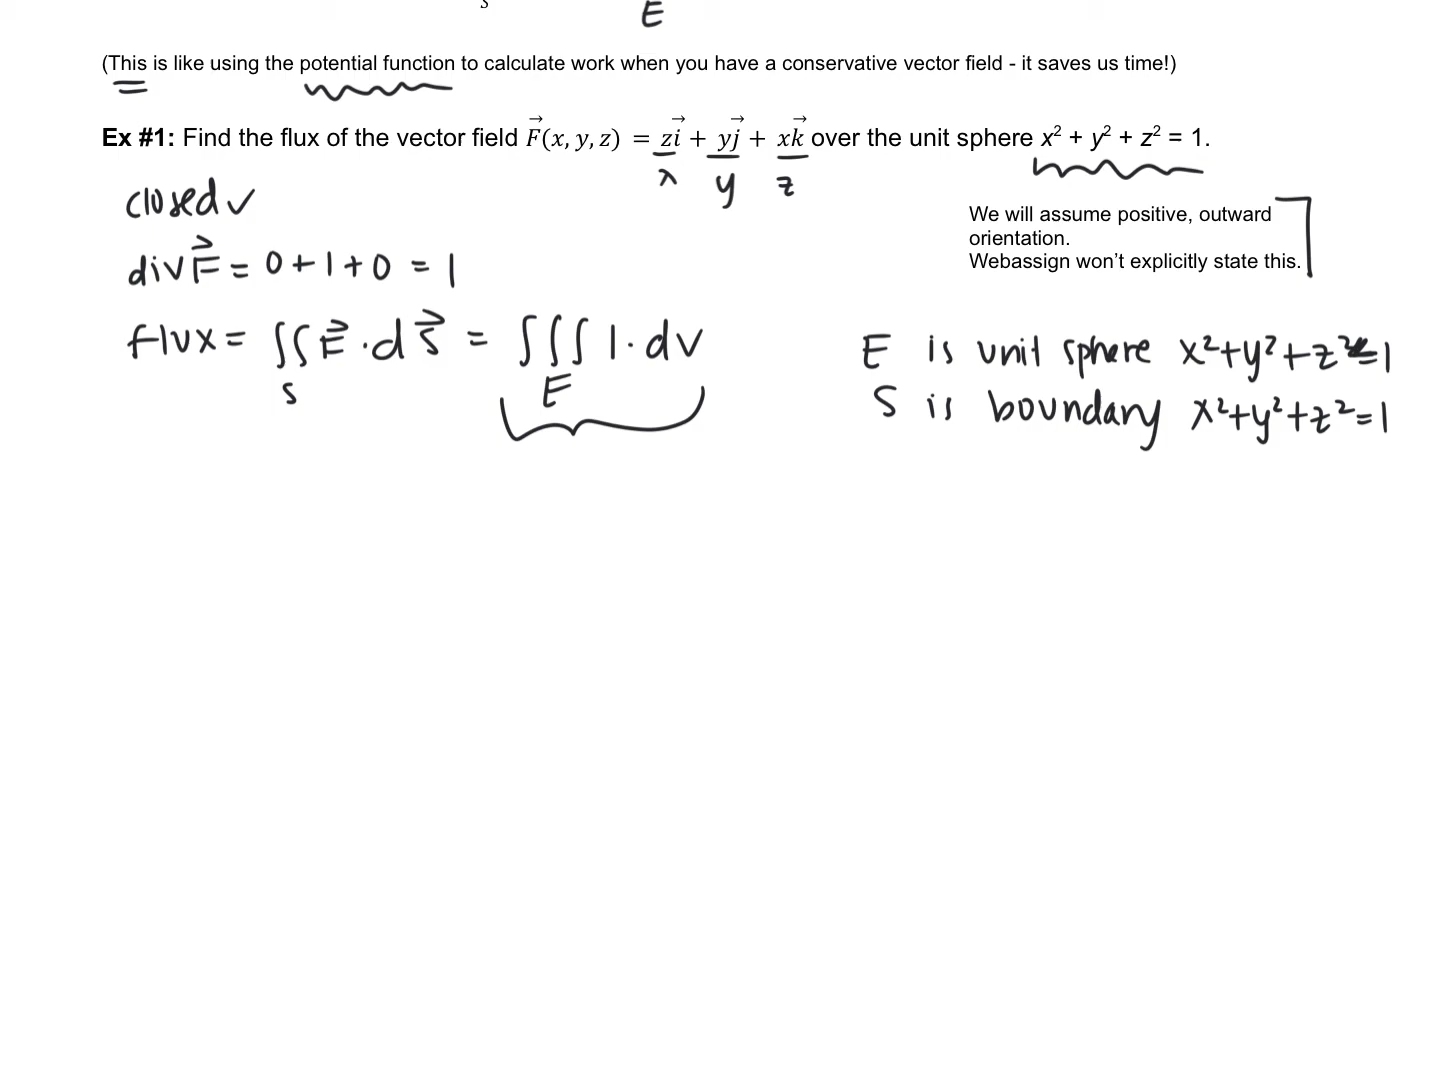 S E
(This is like using the potential function to calculate work when you have a conservative vector field - it saves us time!)
Ex #1: Find the flux of the vector field F⃗(x, y, z) = zi⃗ + yj⃗ + xk⃗ over the unit sphere x² + y² + z² = 1.
x y z
closed ✓
We will assume positive, outward
orientation.
Webassign won't explicitly state this.
div F⃗ = 0 + 1 + 0 = 1
flux = ∬_S F⃗ · dS⃗ = ∭_E 1 · dV
E is unit sphere x²+y²+z²≤1
S is boundary x²+y²+z²=1